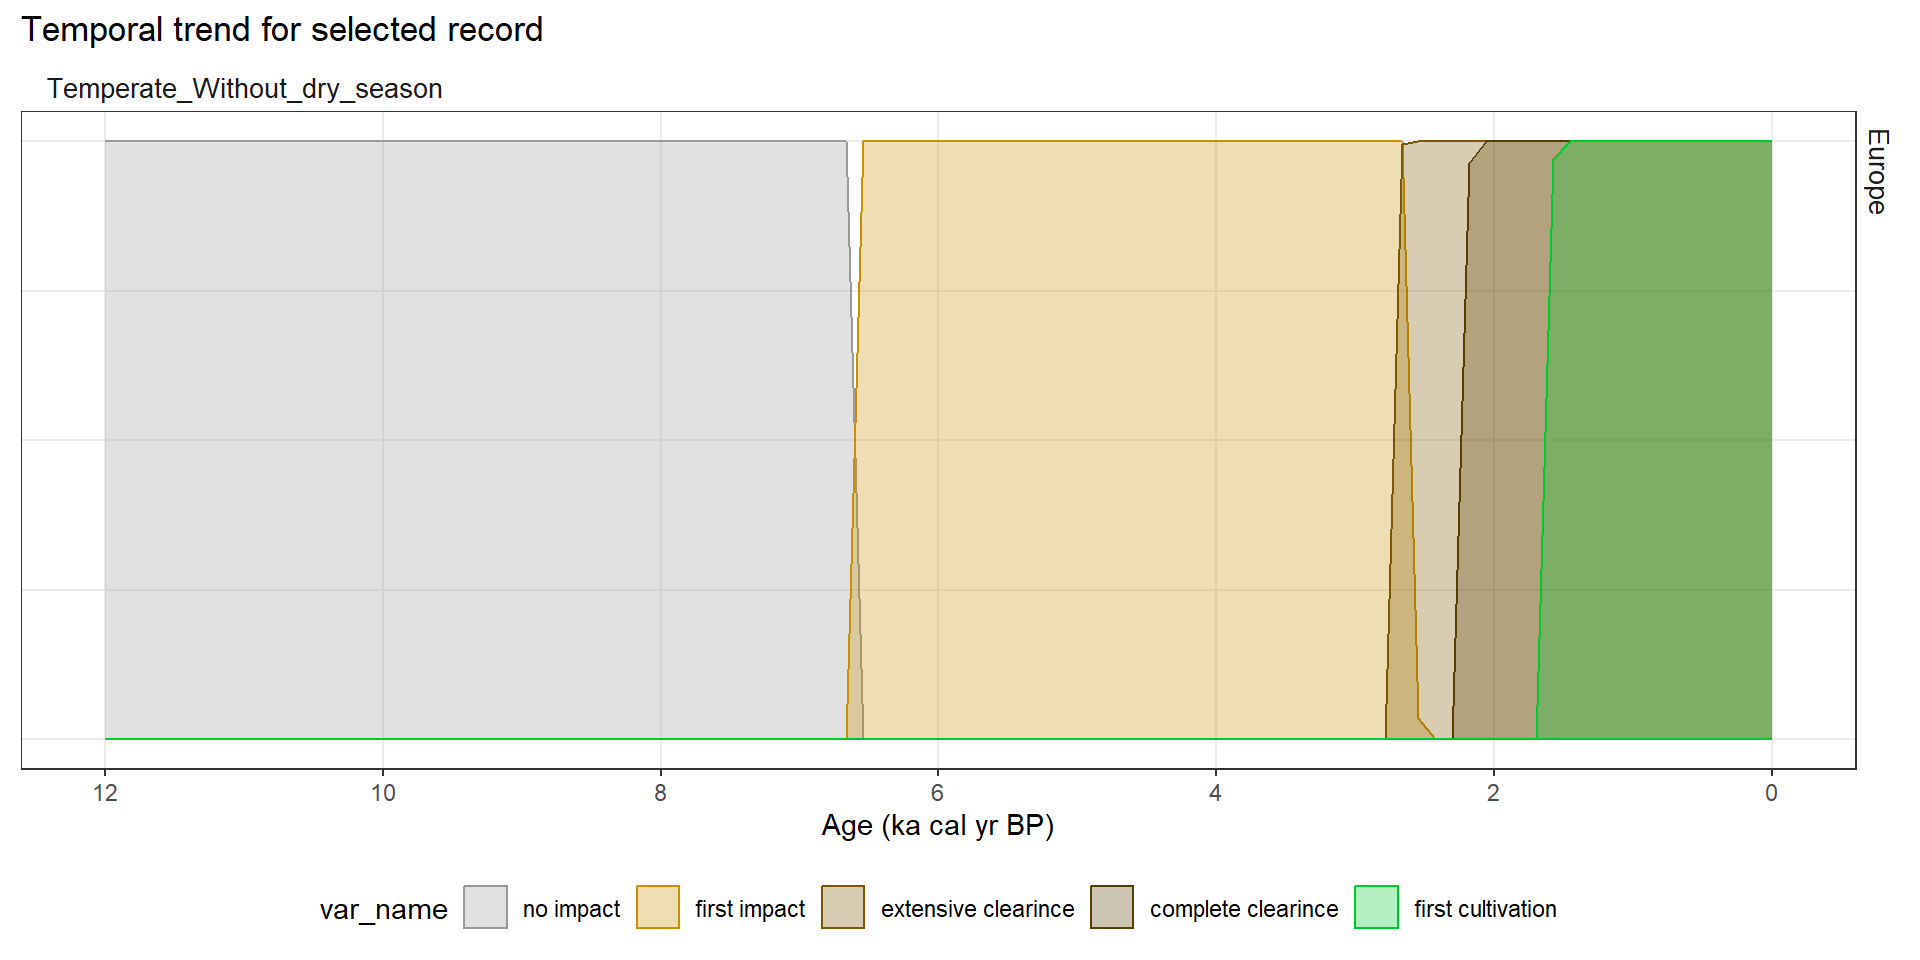 Temporal trend for selected record
Temperate_Without_dry_season
Europe
12 10 8 6 4 2 0
Age (ka cal yr BP)
var_name no impact first impact extensive clearince complete clearince first cultivation